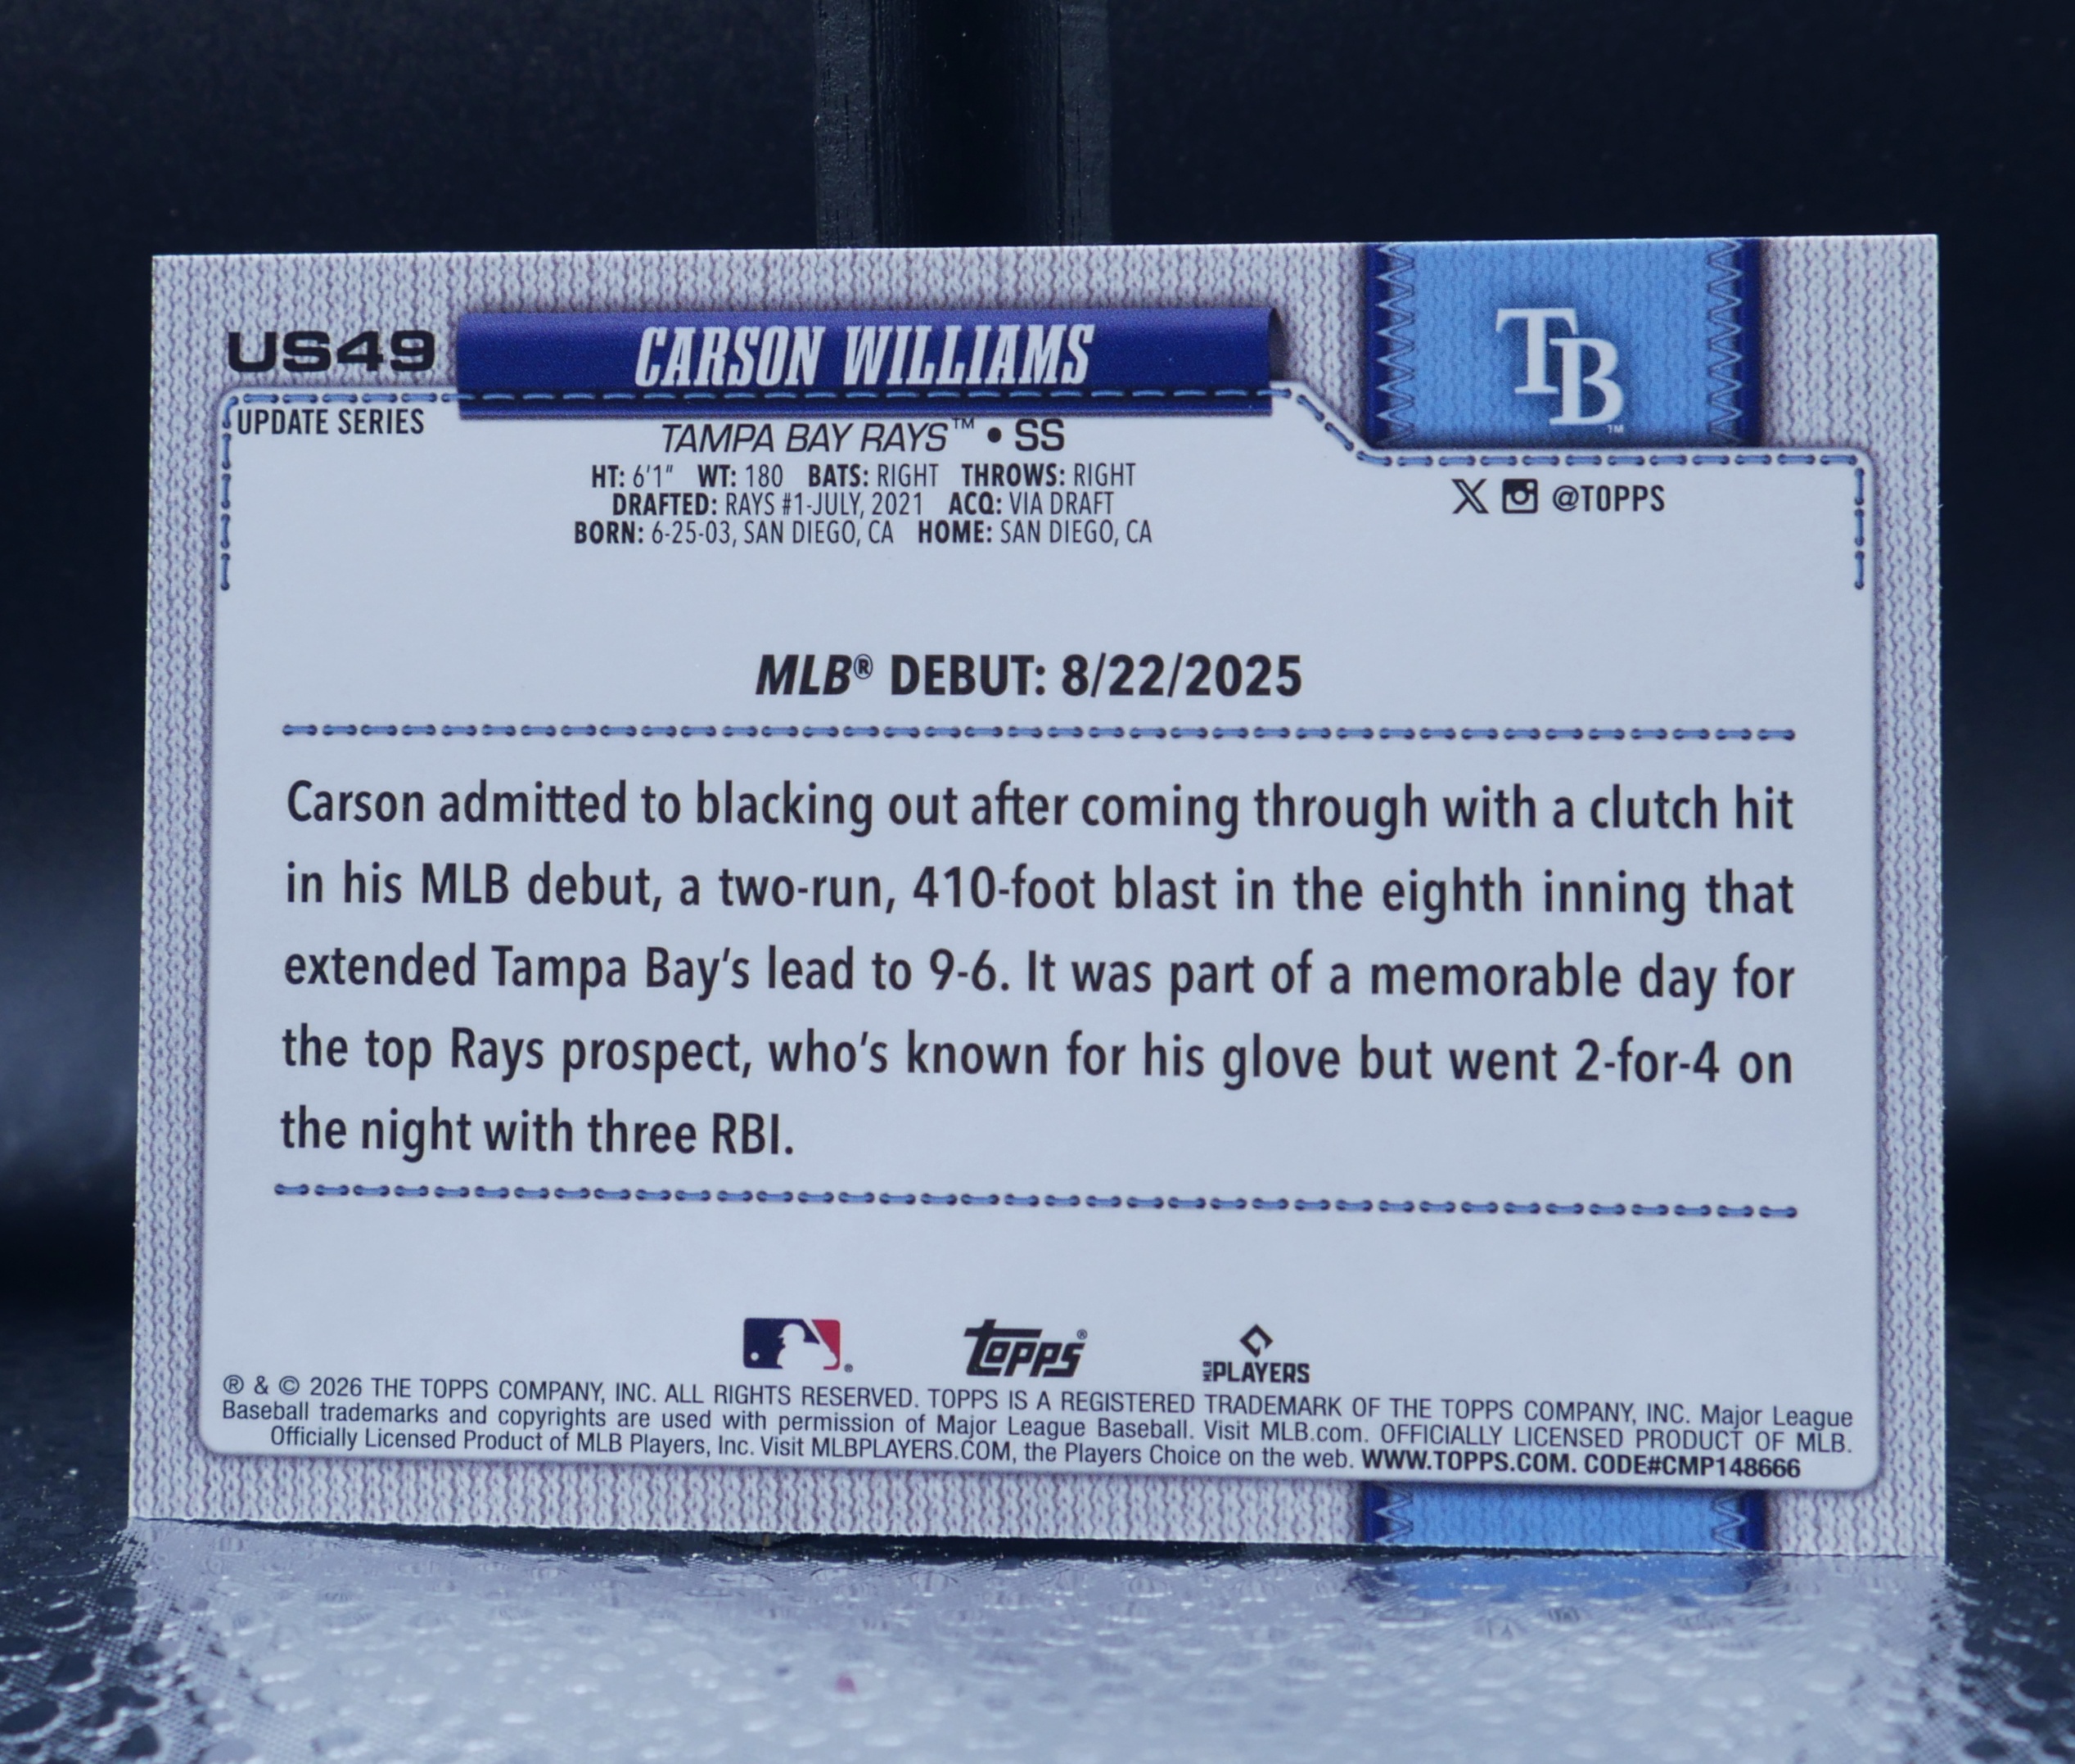 US49
CARSON WILLIAMS
TB™
UPDATE SERIES
TAMPA BAY RAYS™ • SS
HT: 6'1" WT: 180 BATS: RIGHT THROWS: RIGHT
DRAFTED: RAYS #1-JULY, 2021 ACQ: VIA DRAFT
BORN: 6-25-03, SAN DIEGO, CA HOME: SAN DIEGO, CA
X @TOPPS
MLB® DEBUT: 8/22/2025
Carson admitted to blacking out after coming through with a clutch hit
in his MLB debut, a two-run, 410-foot blast in the eighth inning that
extended Tampa Bay's lead to 9-6. It was part of a memorable day for
the top Rays prospect, who's known for his glove but went 2-for-4 on
the night with three RBI.
topps®
MLB PLAYERS
® & © 2026 THE TOPPS COMPANY, INC. ALL RIGHTS RESERVED. TOPPS IS A REGISTERED TRADEMARK OF THE TOPPS COMPANY, INC. Major League
Baseball trademarks and copyrights are used with permission of Major League Baseball. Visit MLB.com. OFFICIALLY LICENSED PRODUCT OF MLB.
Officially Licensed Product of MLB Players, Inc. Visit MLBPLAYERS.COM, the Players Choice on the web. WWW.TOPPS.COM. CODE#CMP148666